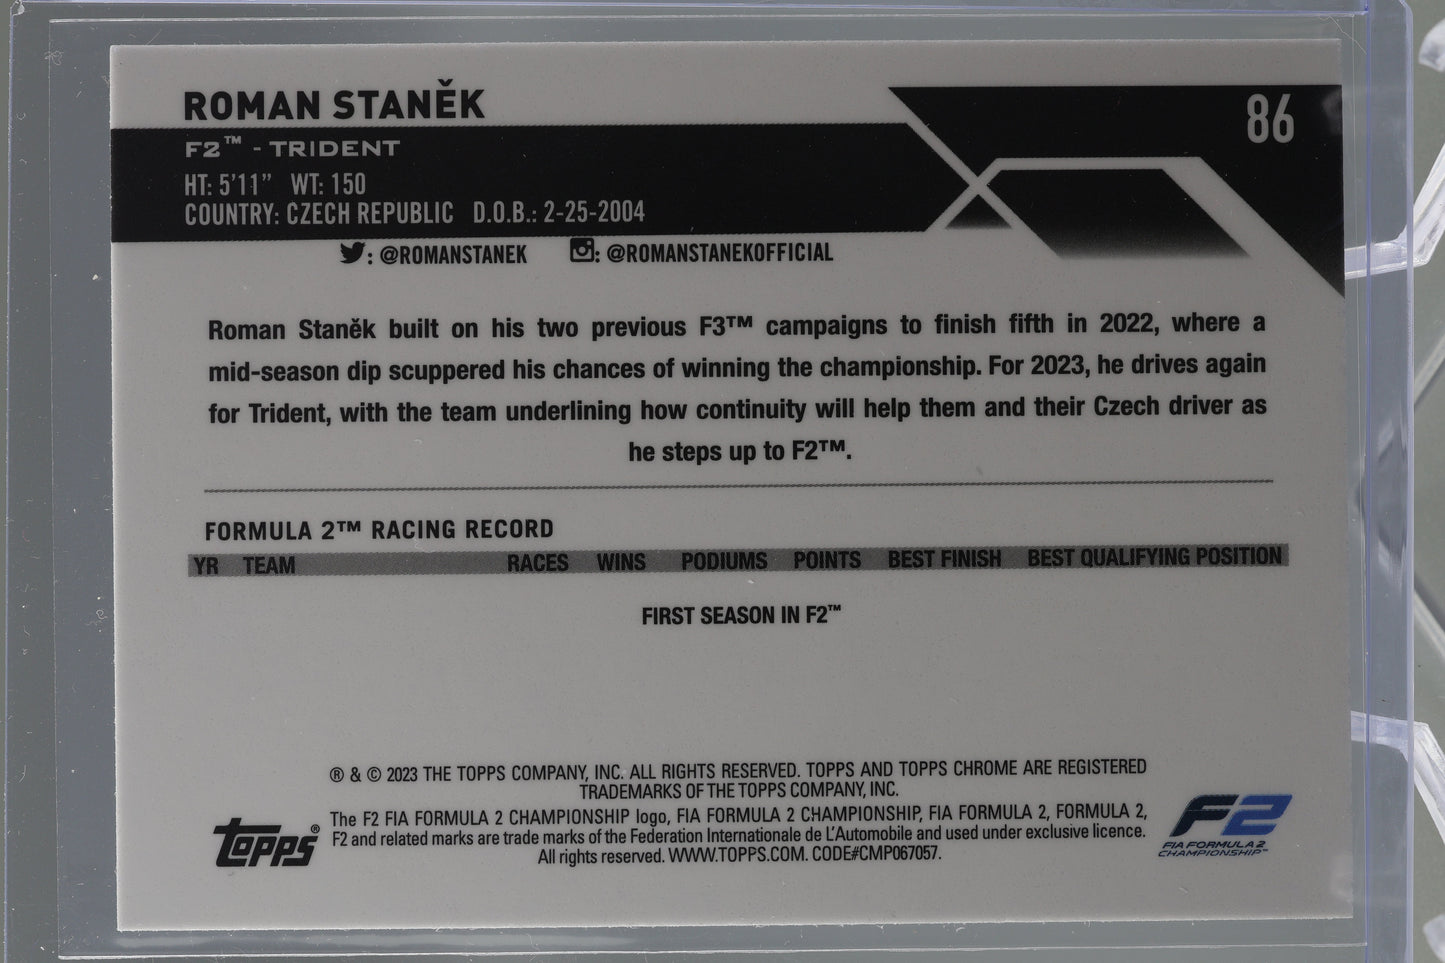 ROMAN STANĚK
86
F2™ - TRIDENT
HT: 5'11" WT: 150
COUNTRY: CZECH REPUBLIC D.O.B.: 2-25-2004
: @ROMANSTANEK : @ROMANSTANEKOFFICIAL
Roman Staněk built on his two previous F3™ campaigns to finish fifth in 2022, where a
mid-season dip scuppered his chances of winning the championship. For 2023, he drives again
for Trident, with the team underlining how continuity will help them and their Czech driver as
he steps up to F2™.
FORMULA 2™ RACING RECORD
YR TEAM RACES WINS PODIUMS POINTS BEST FINISH BEST QUALIFYING POSITION
FIRST SEASON IN F2™
® & © 2023 THE TOPPS COMPANY, INC. ALL RIGHTS RESERVED. TOPPS AND TOPPS CHROME ARE REGISTERED
TRADEMARKS OF THE TOPPS COMPANY, INC.
The F2 FIA FORMULA 2 CHAMPIONSHIP logo, FIA FORMULA 2 CHAMPIONSHIP, FIA FORMULA 2, FORMULA 2,
F2 and related marks are trade marks of the Federation Internationale de L'Automobile and used under exclusive licence.
All rights reserved. WWW.TOPPS.COM. CODE#CMP067057.
topps®
F2
FIA FORMULA 2
CHAMPIONSHIP™